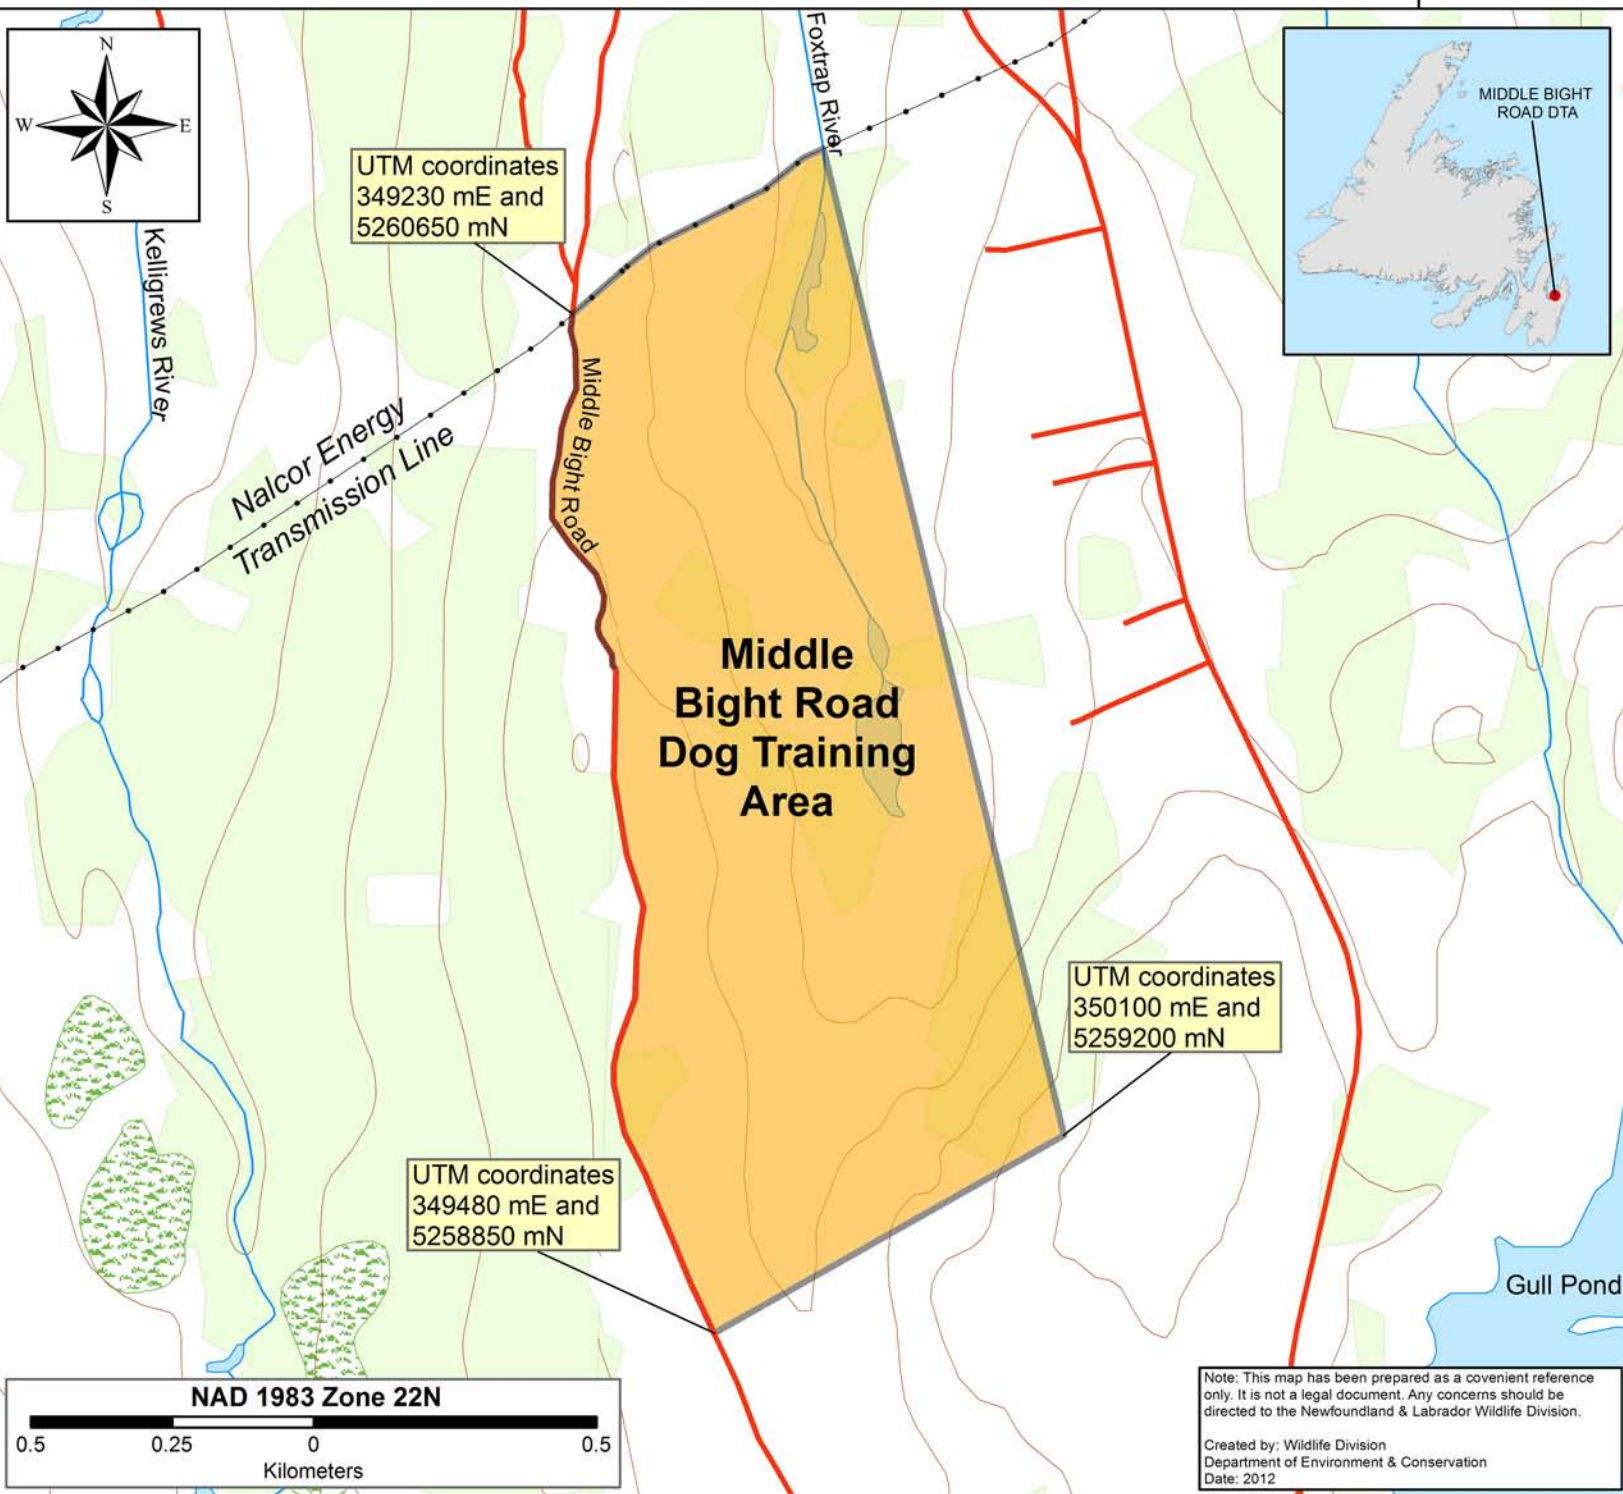 N
W
E
S
Foxtrap River
MIDDLE BIGHT
ROAD DTA
UTM coordinates
349230 mE and
5260650 mN
Kelligrews River
Nalcor Energy
Transmission Line
Middle Bight Road
Middle
Bight Road
Dog Training
Area
UTM coordinates
350100 mE and
5259200 mN
UTM coordinates
349480 mE and
5258850 mN
Gull Pond
NAD 1983 Zone 22N
0.5 0.25 0 0.5
Kilometers
Note: This map has been prepared as a covenient reference
only. It is not a legal document. Any concerns should be
directed to the Newfoundland & Labrador Wildlife Division.
Created by: Wildlife Division
Department of Environment & Conservation
Date: 2012